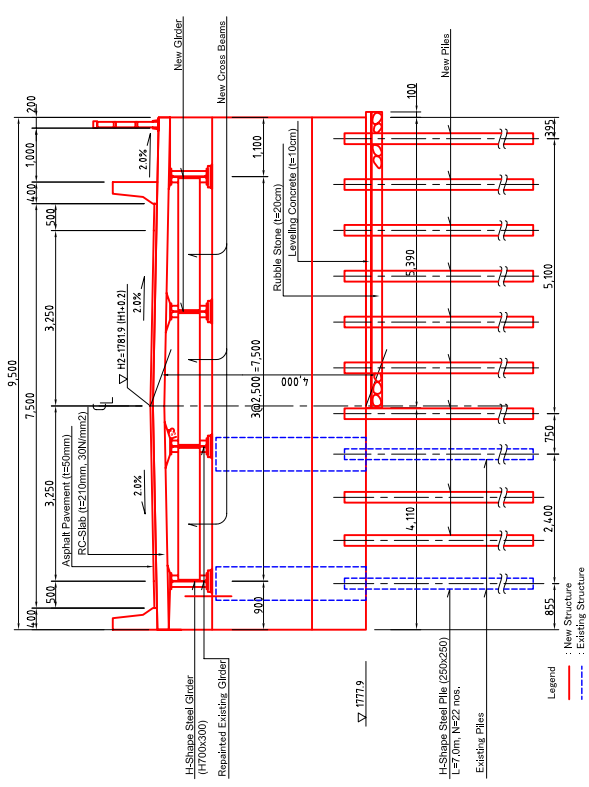 9,500
400
500
3,250
7,500
3,250
500
400
1,000
200
Asphalt Pavement (t=50mm)
RC-Slab (t=210mm, 30N/mm2)
H2=1781.9 (H1+0.2)
CL
2.0%
2.0%
2.0%
New Girder
New Cross Beams
H-Shape Steel Girder
(H700x300)
Repainted Existing Girder
900
3@2,500 =7,500
1,100
4,000
Rubble Stone (t=20cm)
Levelling Concrete (t=10cm)
1777.9
4,110
5,390
100
New Piles
H-Shape Steel Pile (250x250)
L=7.0m, N=22 nos.
Existing Piles
855
2,400
750
5,100
395
Legend
: New Structure
: Existing Structure